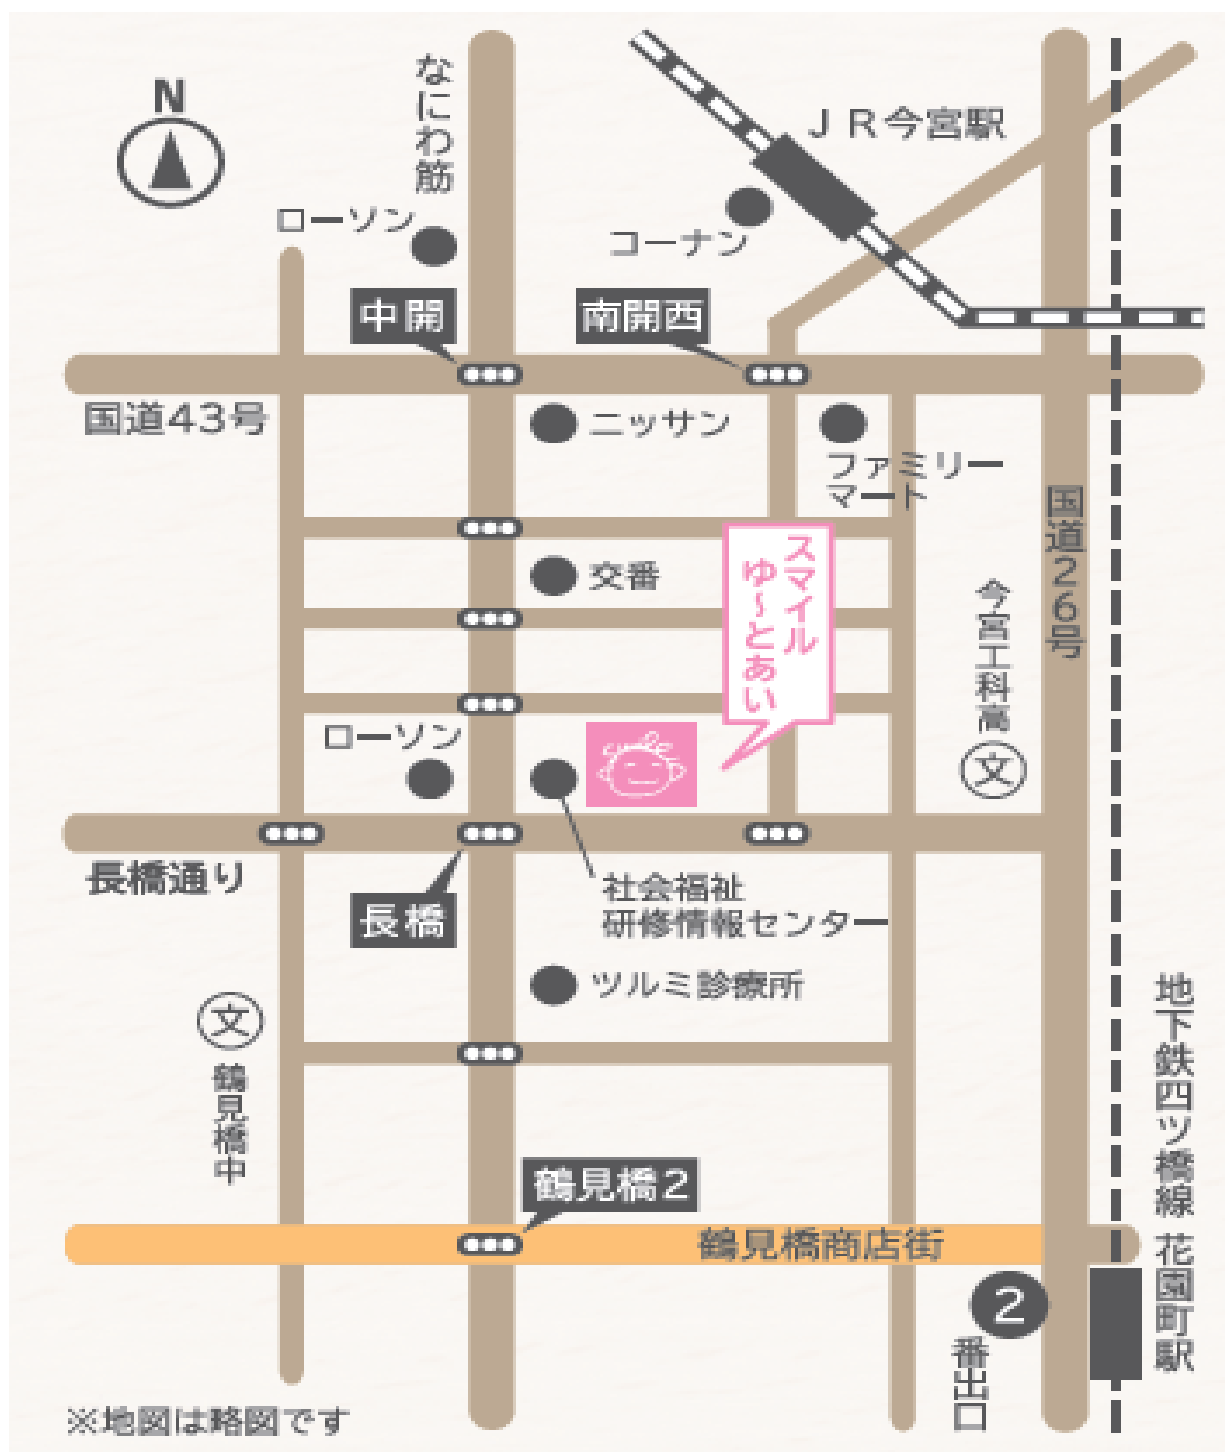 N
なにわ筋
JR今宮駅
ローソン
コーナン
中開
南開西
国道43号
ニッサン
ファミリー
マート
国道26号
スマイル
ゆ～とあい
交番
今宮工科高
文
ローソン
長橋通り
長橋
社会福祉
研修情報センター
ツルミ診療所
文
鶴見橋中
地下鉄四ツ橋線 花園町駅
鶴見橋2
鶴見橋商店街
2
番出口
※地図は略図です